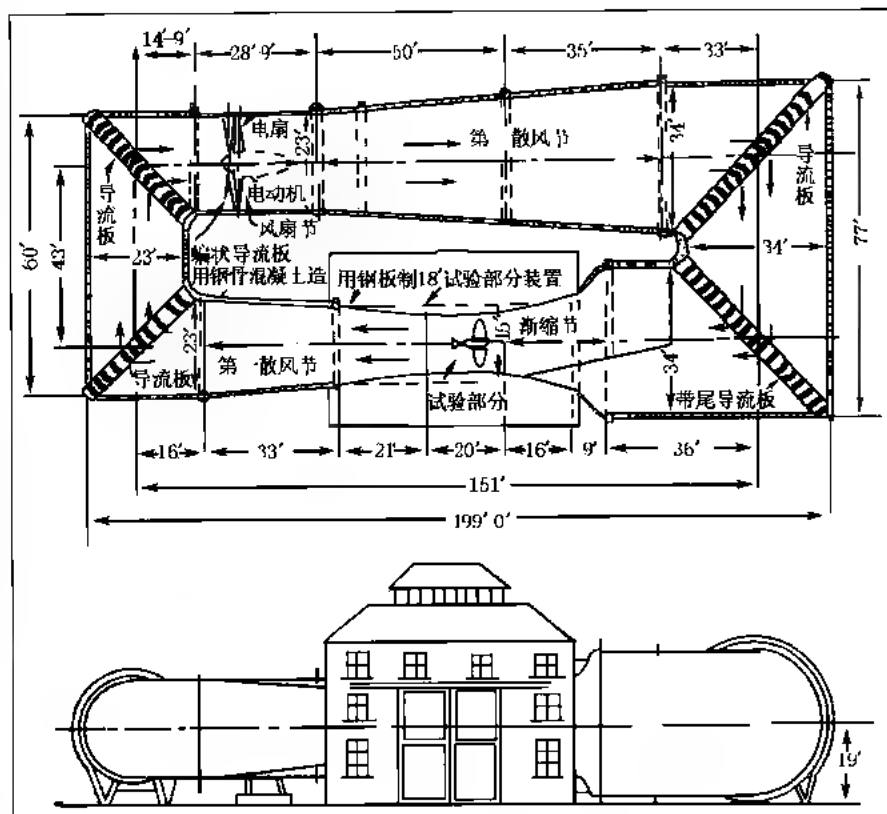 14'-9' 28'9' 50' 35' 33'
电扇
23'
第 散风节
34'
导流板
77'
导流板
电动机
风扇节
60'
43'
23'
蝙状导流板
34'
用钢骨混凝土造
用钢板制18'试验部分装置
15'
渐缩节
23'
第一散风节
34'
导流板
试验部分
带尾导流板
16' 33' 21' 20' 16' 9' 36'
151'
199' 0'
19'